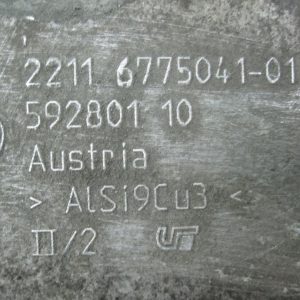 2211 6775041-01
592801 10
Austria
> AlSi9Cu3 <
II/2